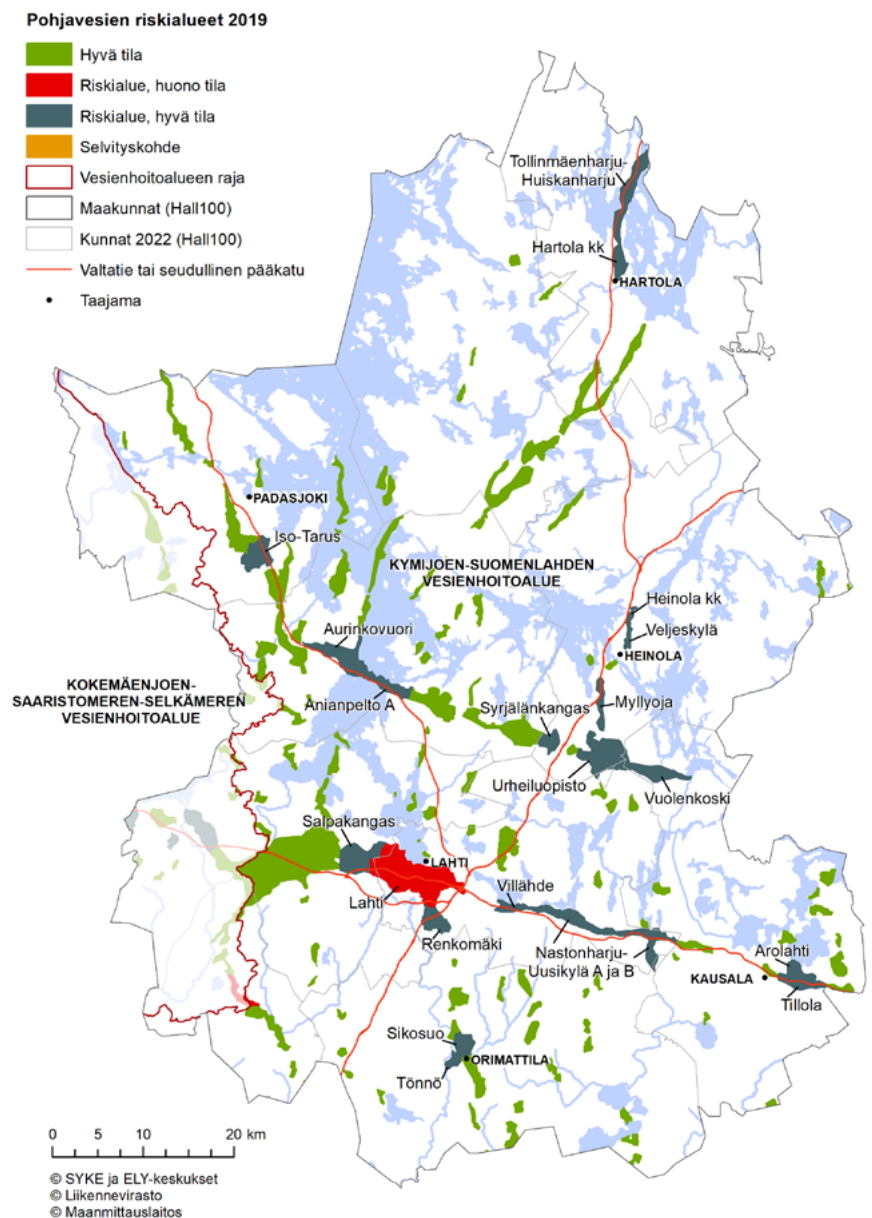 Pohjavesien riskialueet 2019
Hyvä tila
Riskialue, huono tila
Riskialue, hyvä tila
Selvityskohde
Vesienhoitoalueen raja
Maakunnat (Hall100)
Kunnat 2022 (Hall100)
Valtatie tai seudullinen pääkatu
Taajama
Tollinmäenharju-
Huiskanharju
Hartola kk
HARTOLA
PADASJOKI
Iso-Tarus
KYMIJOEN-SUOMENLAHDEN
VESIENHOITOALUE
Heinola kk
Veljeskylä
HEINOLA
Aurinkovuori
KOKEMÄENJOEN-
SAARISTOMEREN-SELKÄMEREN
VESIENHOITOALUE
Anianpelto A
Syrjälänkangas
Myllyoja
Urheiluopisto
Vuolenkoski
Salpakangas
LAHTI
Lahti
Villähde
Renkomäki
Nastonharju-
Uusikylä A ja B
Arolahti
KAUSALA
Tillola
Sikosuo
ORIMATTILA
Tönnö
0 5 10 20 km
© SYKE ja ELY-keskukset
© Liikennevirasto
© Maanmittauslaitos